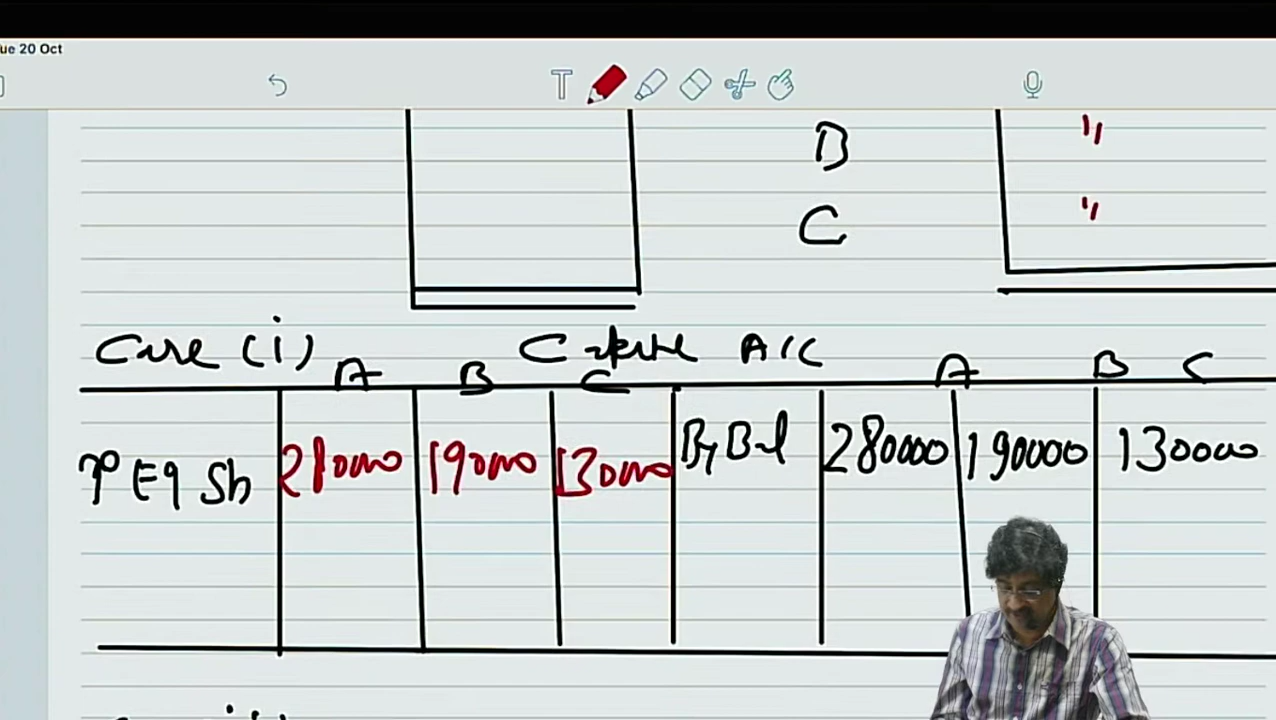 ue 20 Oct
T
B "
C "
Case (i) Capital A/C
A B C A B C
To Eq Sh 280000 190000 130000 By Bal 280000 190000 130000